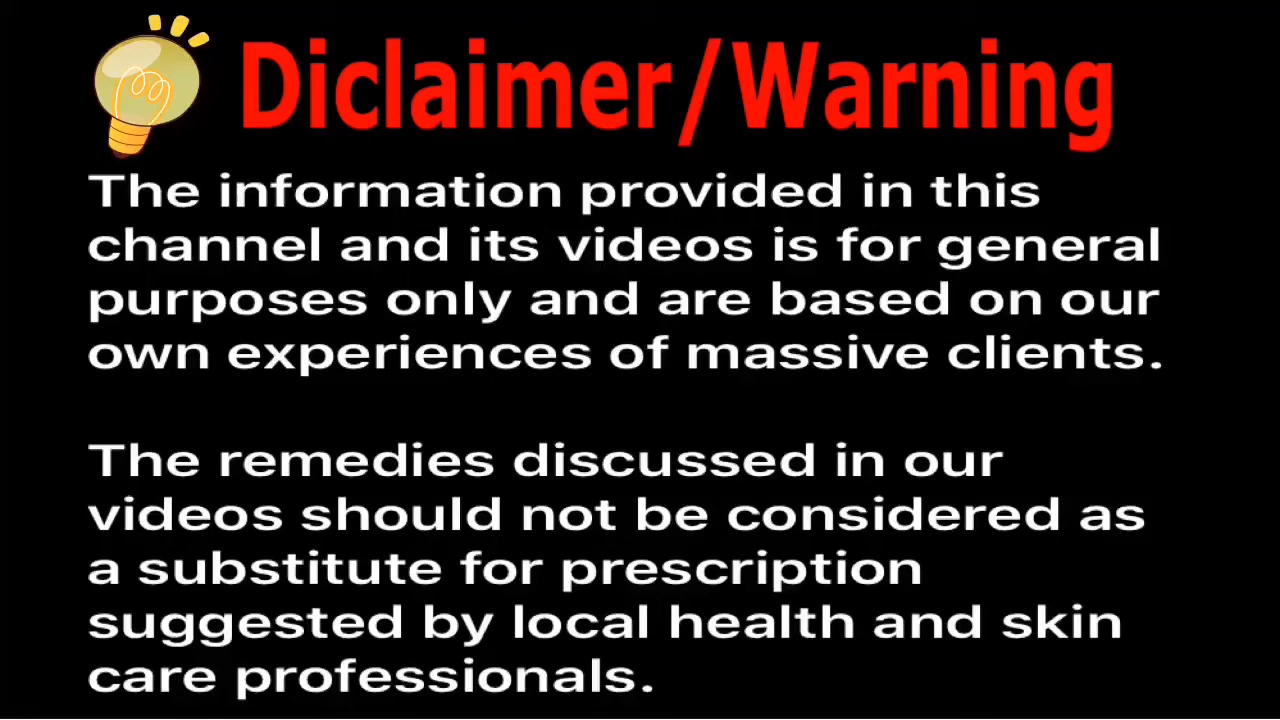 Diclaimer/Warning
The information provided in this
channel and its videos is for general
purposes only and are based on our
own experiences of massive clients.
The remedies discussed in our
videos should not be considered as
a substitute for prescription
suggested by local health and skin
care professionals.